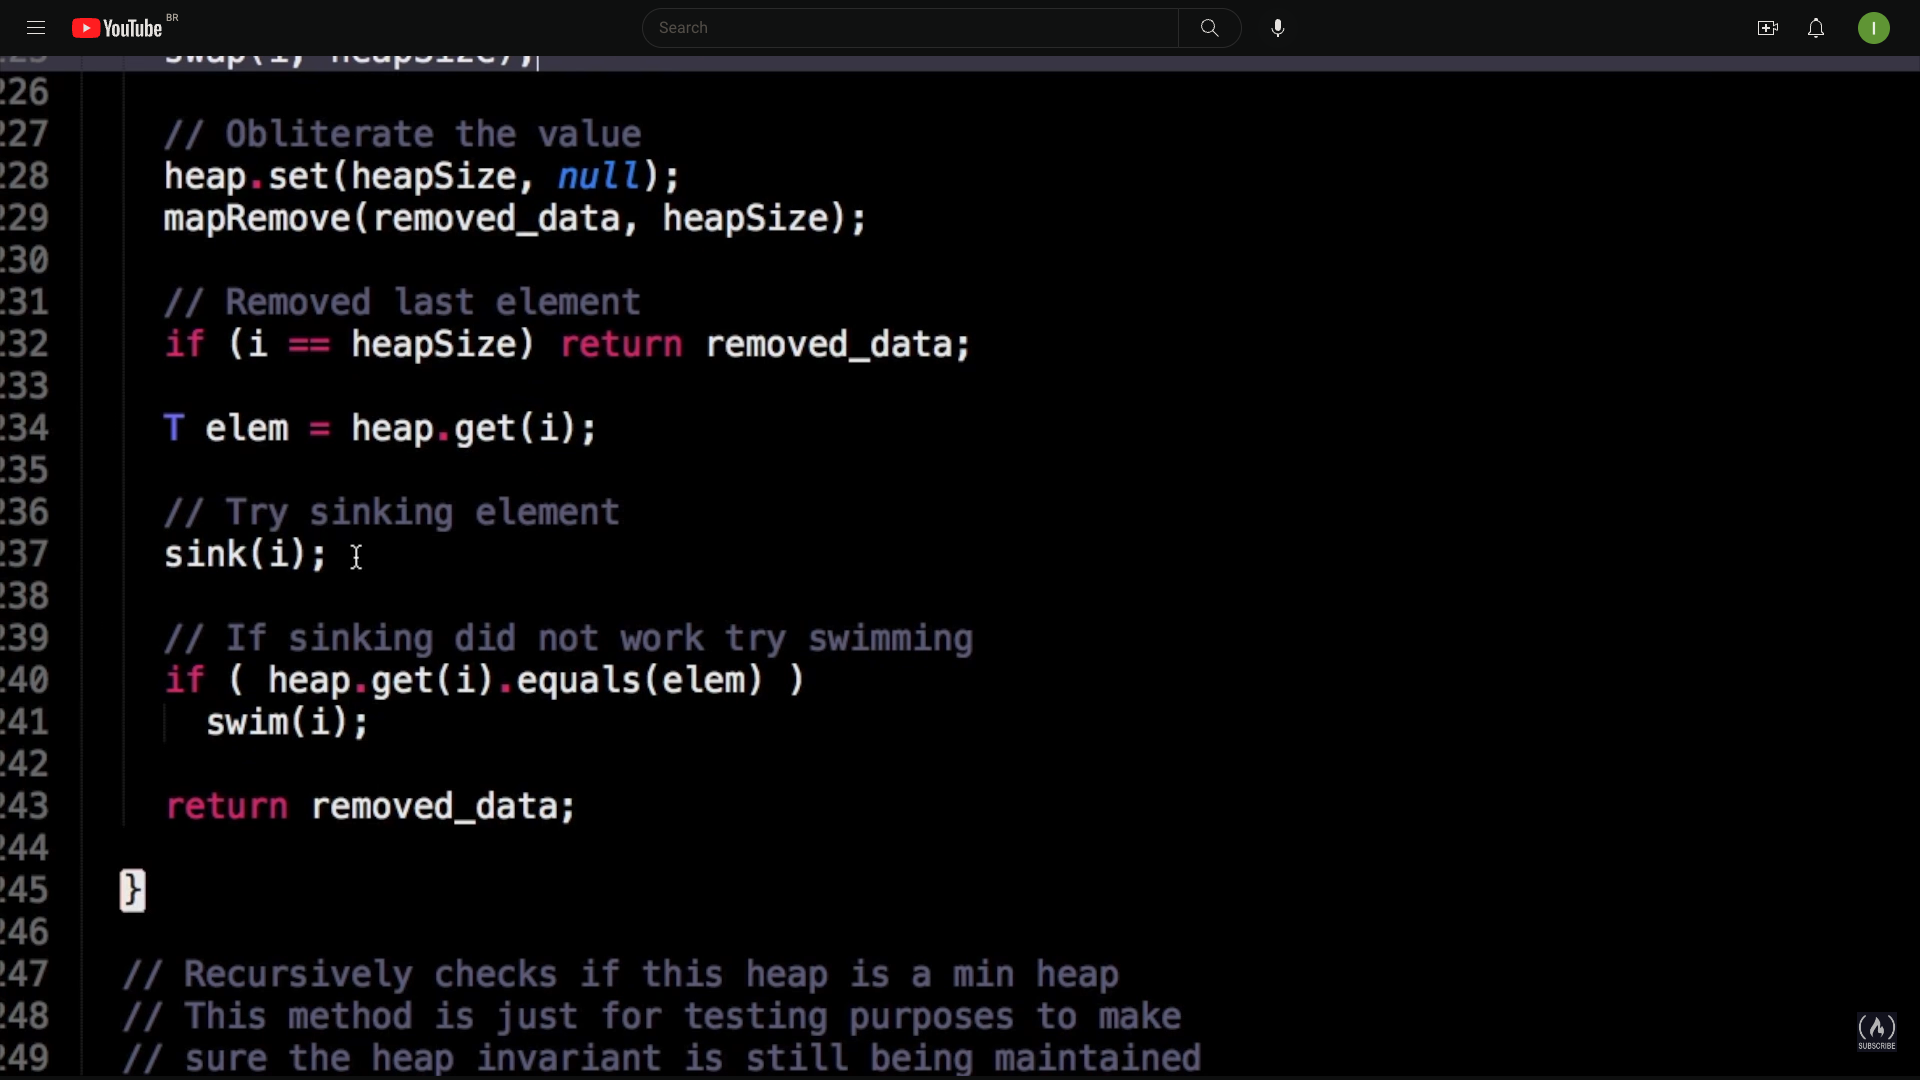 YouTube BR
Search
I
swap(i, heapSize);
226
227 // Obliterate the value
228 heap.set(heapSize, null);
229 mapRemove(removed_data, heapSize);
230
231 // Removed last element
232 if (i == heapSize) return removed_data;
233
234 T elem = heap.get(i);
235
236 // Try sinking element
237 sink(i);
238
239 // If sinking did not work try swimming
240 if ( heap.get(i).equals(elem) )
241 swim(i);
242
243 return removed_data;
244
245 }
246
247 // Recursively checks if this heap is a min heap
248 // This method is just for testing purposes to make
249 // sure the heap invariant is still being maintained
SUBSCRIBE